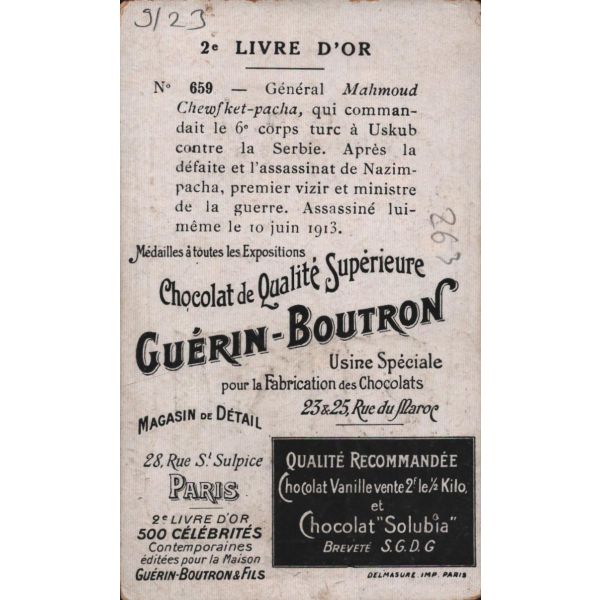 9/23
2e LIVRE D'OR
No 659 — Général Mahmoud
Chewfket-pacha, qui comman-
dait le 6e corps turc à Uskub
contre la Serbie. Après la
défaite et l'assassinat de Nazim-
pacha, premier vizir et ministre
de la guerre. Assassiné lui-
même le 10 juin 1913.
263
Médailles à toutes les Expositions
Chocolat de Qualité Supérieure
GUÉRIN-BOUTRON
Usine Spéciale
pour la Fabrication des Chocolats
23&25, Rue du Maroc
MAGASIN DE DÉTAIL
28, Rue St Sulpice
PARIS
2e LIVRE D'OR
500 CÉLÉBRITÉS
Contemporaines
éditées pour la Maison
GUÉRIN-BOUTRON & FILS
QUALITÉ RECOMMANDÉE
Chocolat Vanille vente 2f le ½ Kilo,
et
Chocolat "Solubia"
BREVETÉ S.G.D.G
DELMASURE. IMP. PARIS